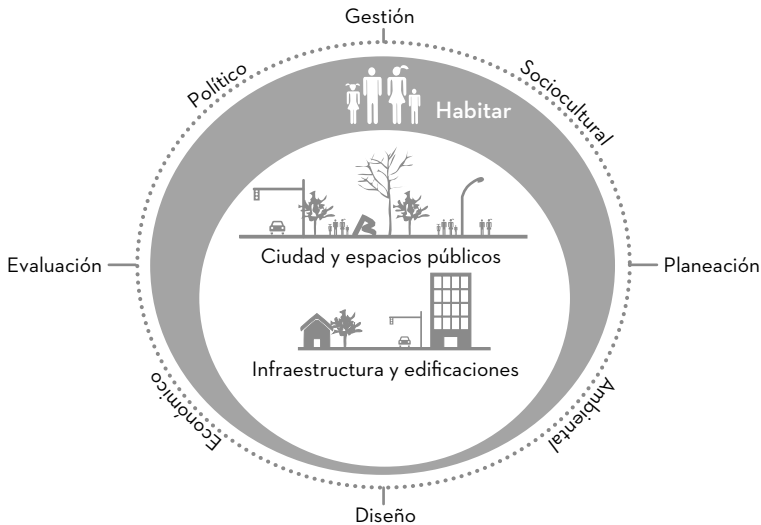 Gestión
Político
Sociocultural
Habitar
Ciudad y espacios públicos
Evaluación
Planeación
Infraestructura y edificaciones
Económico
Ambiental
Diseño